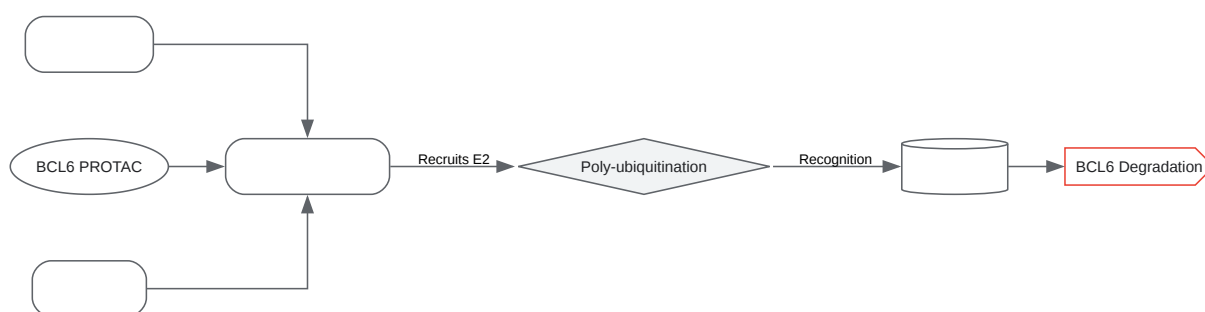 BCL6 PROTAC
Recruits E2
Poly-ubiquitination
Recognition
BCL6 Degradation